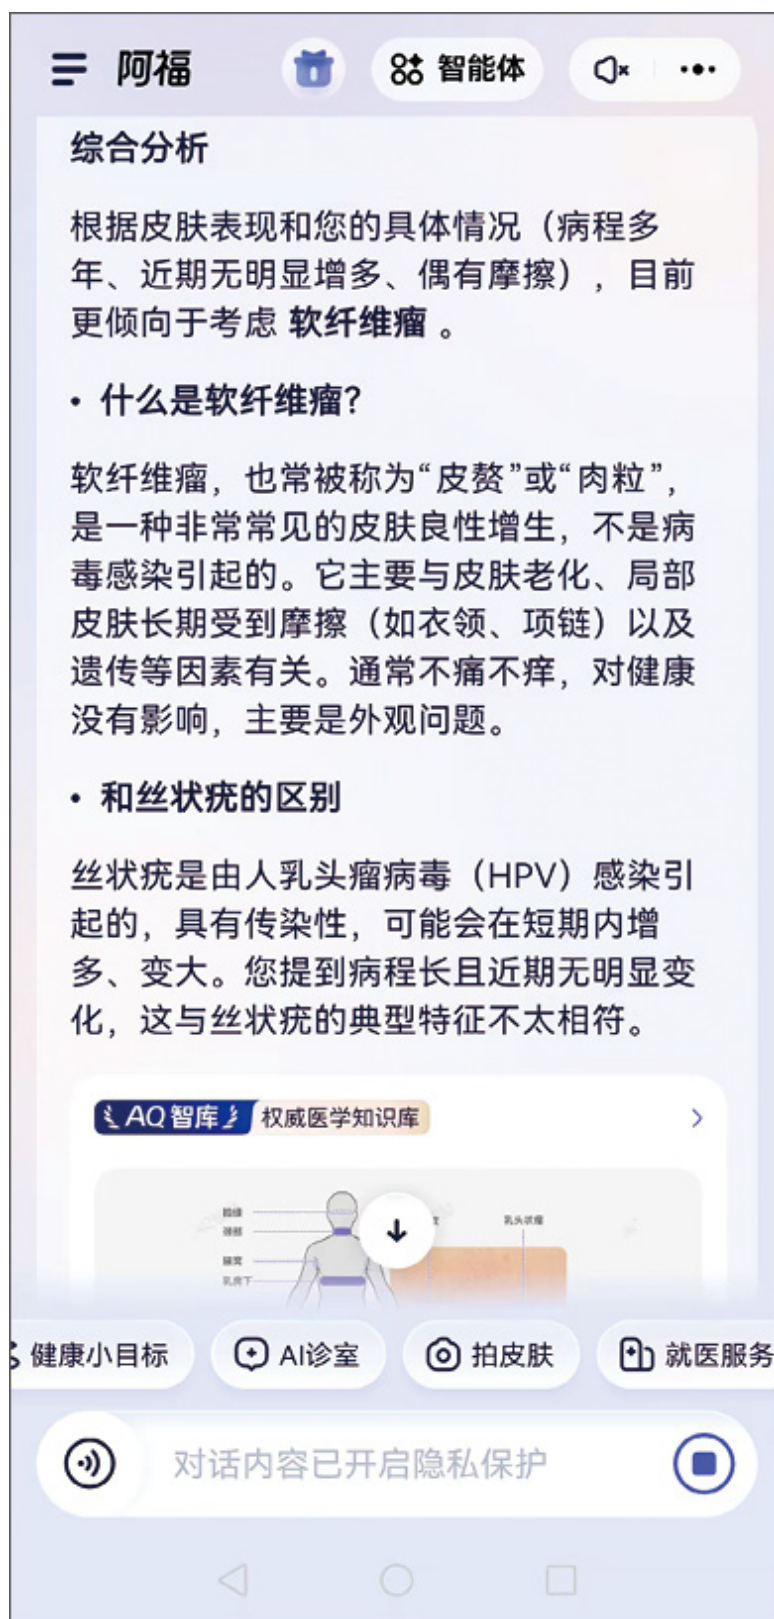 阿福
智能体
综合分析
根据皮肤表现和您的具体情况（病程多
年、近期无明显增多、偶有摩擦），目前
更倾向于考虑 软纤维瘤 。
• 什么是软纤维瘤？
软纤维瘤，也常被称为“皮赘”或“肉粒”，
是一种非常常见的皮肤良性增生，不是病
毒感染引起的。它主要与皮肤老化、局部
皮肤长期受到摩擦（如衣领、项链）以及
遗传等因素有关。通常不痛不痒，对健康
没有影响，主要是外观问题。
• 和丝状疣的区别
丝状疣是由人乳头瘤病毒（HPV）感染引
起的，具有传染性，可能会在短期内增
多、变大。您提到病程长且近期无明显变
化，这与丝状疣的典型特征不太相符。
AQ智库 权威医学知识库
颈部
乳房下
乳头状瘤
健康小目标
AI诊室
拍皮肤
就医服务
对话内容已开启隐私保护